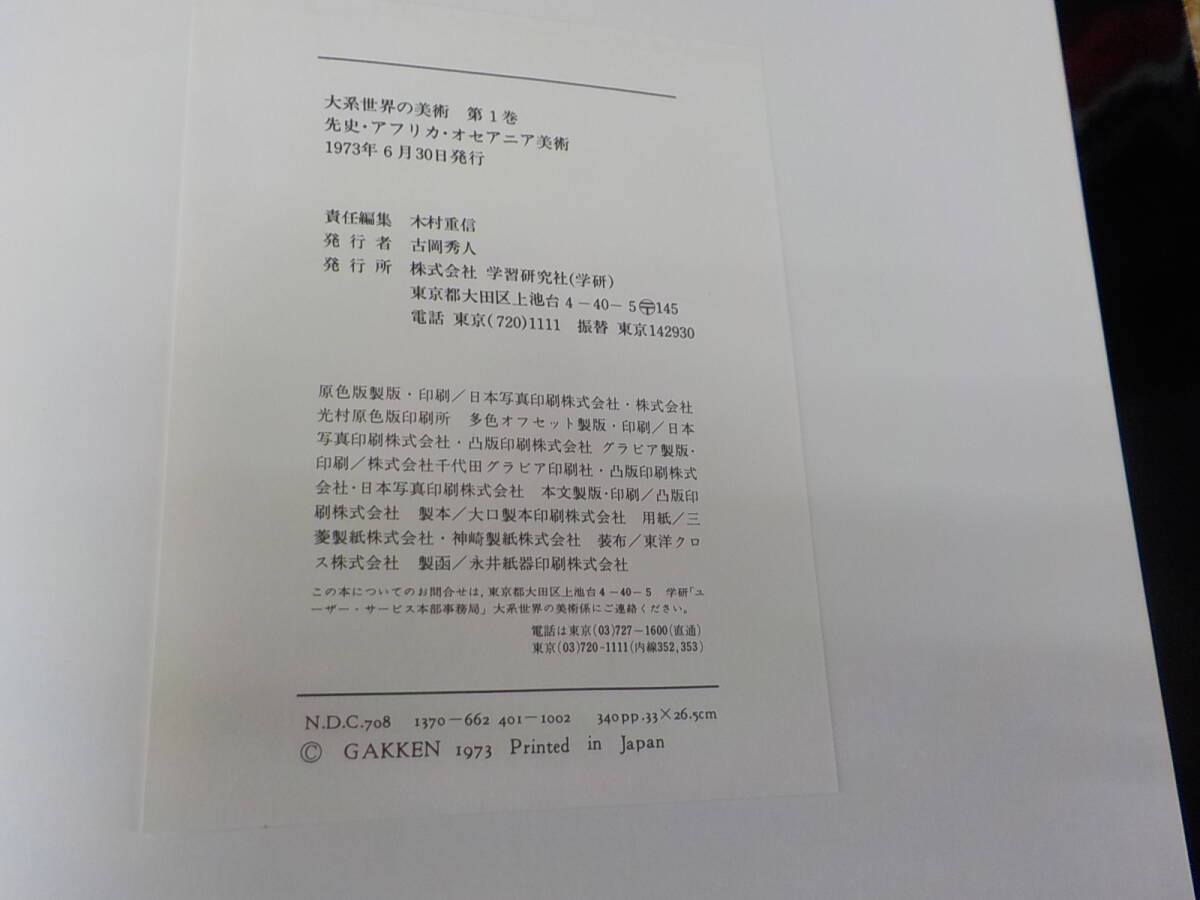 大系世界の美術　第1巻
先史・アフリカ・オセアニア美術
1973年6月30日発行
責任編集　木村重信
発行者　古岡秀人
発行所　株式会社 学習研究社(学研)
東京都大田区上池台4－40－5〶145
電話 東京(720)1111　振替 東京142930
原色版製版・印刷／日本写真印刷株式会社・株式会社
光村原色版印刷所　多色オフセット製版・印刷／日本
写真印刷株式会社・凸版印刷株式会社 グラビア製版・
印刷／株式会社千代田グラビア印刷社・凸版印刷株式
会社・日本写真印刷株式会社　本文製版・印刷／凸版印
刷株式会社　製本／大口製本印刷株式会社　用紙／三
菱製紙株式会社・神崎製紙株式会社　装布／東洋クロ
ス株式会社　製函／永井紙器印刷株式会社
この本についてのお問合せは，東京都大田区上池台4－40－5　学研「ユ
ーザー・サービス本部事務局」大系世界の美術係にご連絡ください。
電話は東京(03)727－1600(直通)
東京(03)720-1111(内線352,353)
N.D.C.708　1370－662 401－1002　340pp.33×26.5cm
© GAKKEN 1973 Printed in Japan